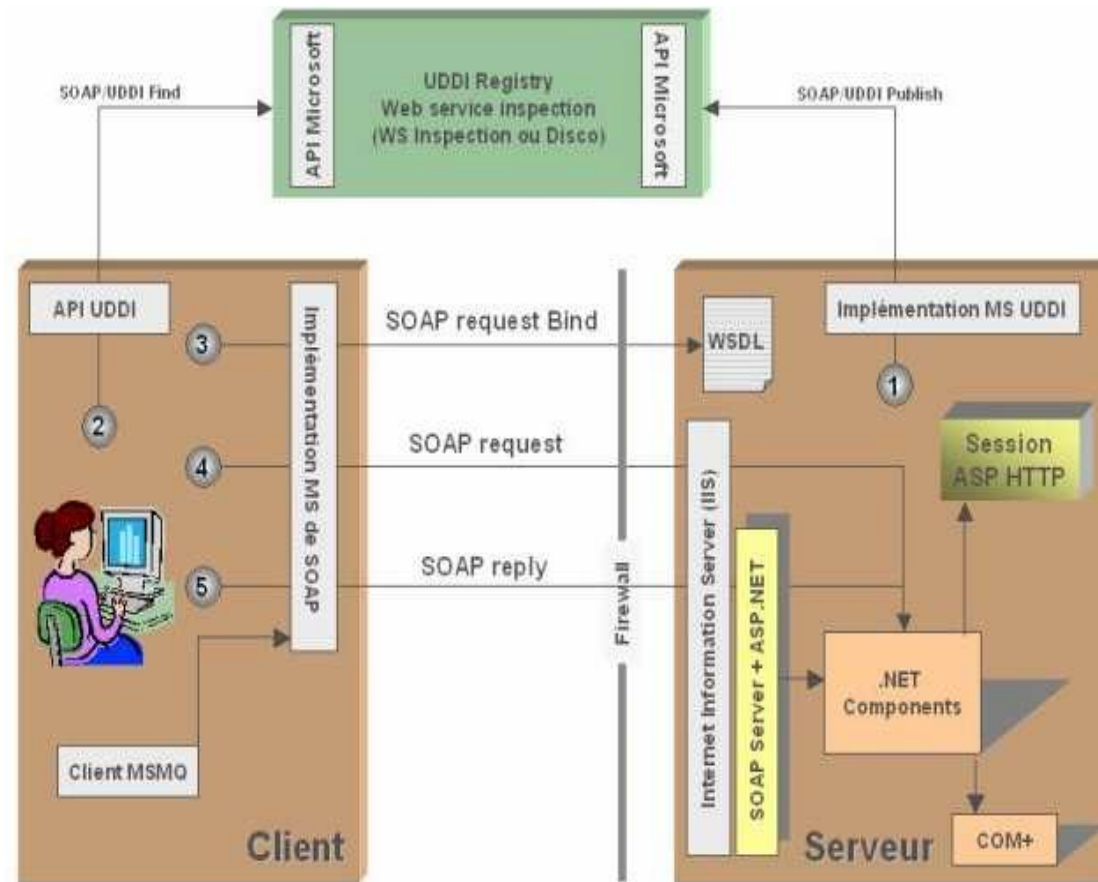 API Microsoft
UDDI Registry
Web service inspection
(WS Inspection ou Disco)
API Microsoft
SOAP/UDDI Find
SOAP/UDDI Publish
API UDDI
Implémentation MS de SOAP
3
SOAP request Bind
WSDL
Implémentation MS UDDI
1
2
4
SOAP request
Session
ASP HTTP
5
SOAP reply
Firewall
Internet Information Server (IIS)
SOAP Server + ASP.NET
.NET
Components
Client MSMQ
Client
Serveur
COM+